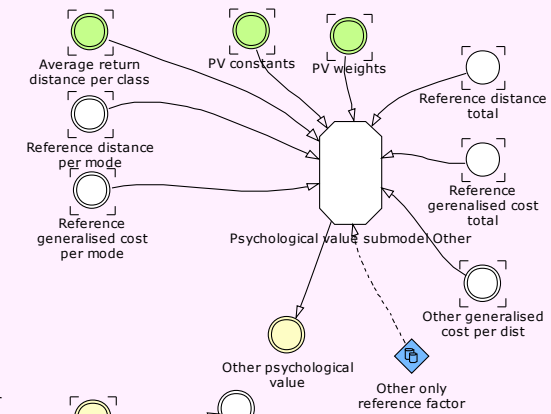 Average return
distance per class
PV constants
PV weights
Reference distance
total
Reference distance
per mode
Reference
gerenalised cost
total
Reference
generalised cost
per mode
Psychological value submodel Other
Other generalised
cost per dist
Other psychological
value
Other only
reference factor